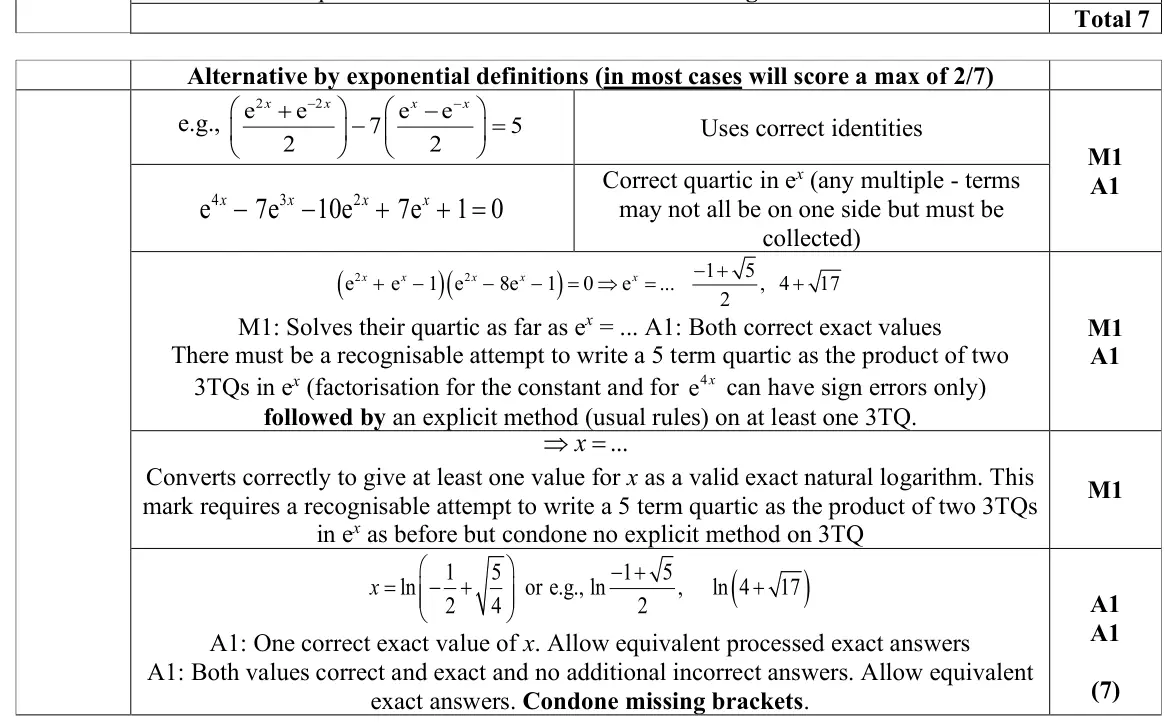 Total 7
Alternative by exponential definitions (in most cases will score a max of 2/7)
e.g., ((e^{2x} + e^{−2x})/2) − 7((e^x − e^{−x})/2) = 5
Uses correct identities
M1
A1
e^{4x} − 7e^{3x} − 10e^{2x} + 7e^x + 1 = 0
Correct quartic in e^x (any multiple - terms
may not all be on one side but must be
collected)
(e^{2x} + e^x − 1)(e^{2x} − 8e^x − 1) = 0 ⇒ e^x = ... (−1 + √5)/2, 4 + √17
M1: Solves their quartic as far as e^x = ... A1: Both correct exact values
There must be a recognisable attempt to write a 5 term quartic as the product of two
3TQs in e^x (factorisation for the constant and for e^{4x} can have sign errors only)
followed by an explicit method (usual rules) on at least one 3TQ.
M1
A1
⇒ x = ...
Converts correctly to give at least one value for x as a valid exact natural logarithm. This
mark requires a recognisable attempt to write a 5 term quartic as the product of two 3TQs
in e^x as before but condone no explicit method on 3TQ
M1
x = ln(−1/2 + √(5/4)) or e.g., ln (−1 + √5)/2, ln(4 + √17)
A1: One correct exact value of x. Allow equivalent processed exact answers
A1: Both values correct and exact and no additional incorrect answers. Allow equivalent
exact answers. Condone missing brackets.
A1
A1
(7)